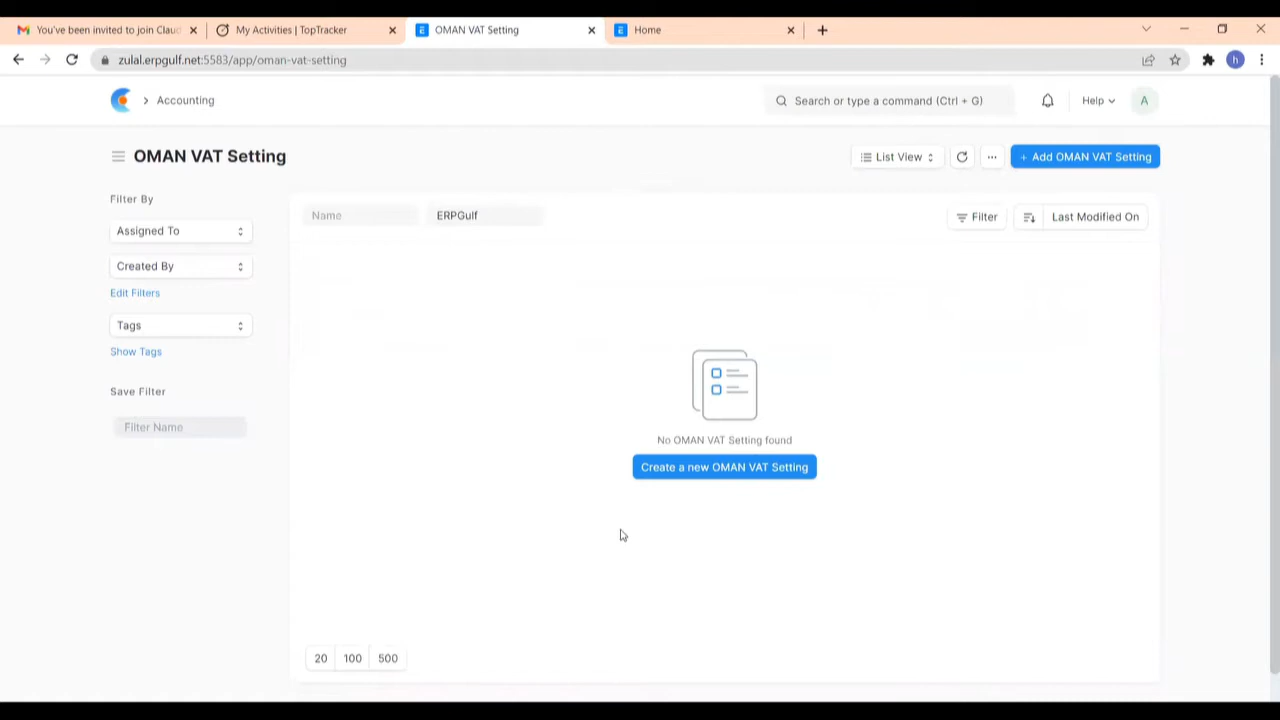 You've been invited to join Clau
My Activities | TopTracker
OMAN VAT Setting
Home
zulal.erpgulf.net:5583/app/oman-vat-setting
h
Accounting
Search or type a command (Ctrl + G)
Help
A
OMAN VAT Setting
List View
···
+ Add OMAN VAT Setting
Filter By
Name
ERPGulf
Filter
Last Modified On
Assigned To
Created By
Edit Filters
Tags
Show Tags
Save Filter
Filter Name
No OMAN VAT Setting found
Create a new OMAN VAT Setting
20
100
500